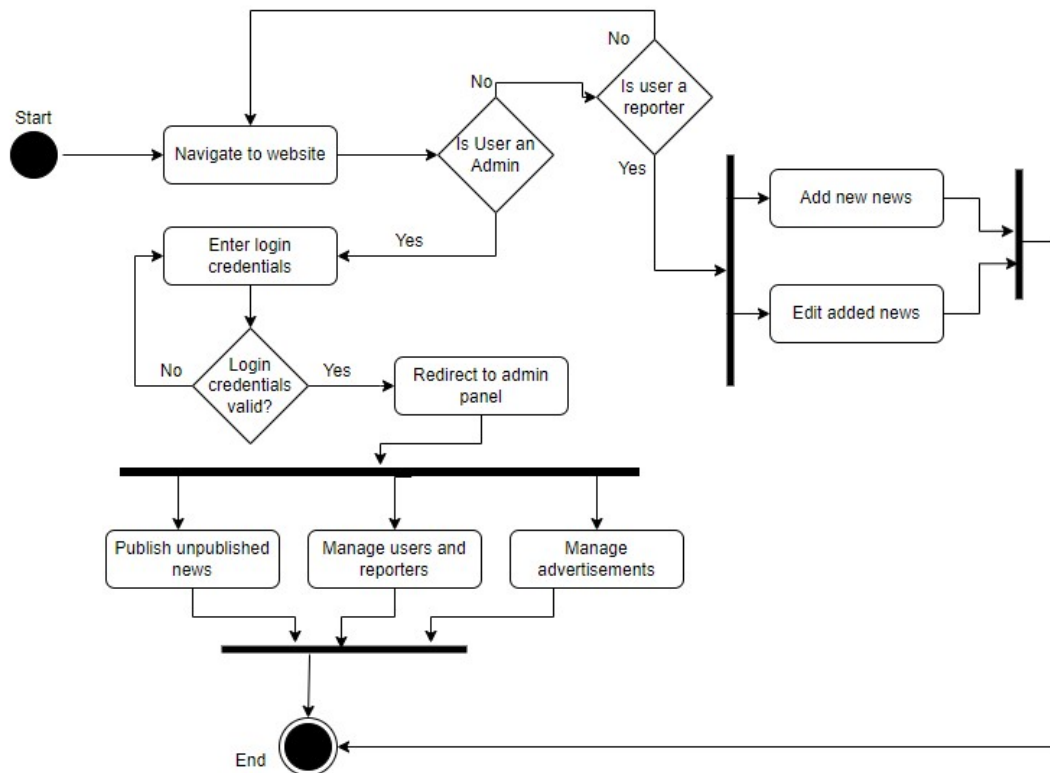 No
No
Is user a
reporter
Start
Navigate to website
Is User an
Admin
Yes
Add new news
Enter login
credentials
Yes
Edit added news
No
Login
credentials
valid?
Yes
Redirect to admin
panel
Publish unpublished
news
Manage users and
reporters
Manage
advertisements
End